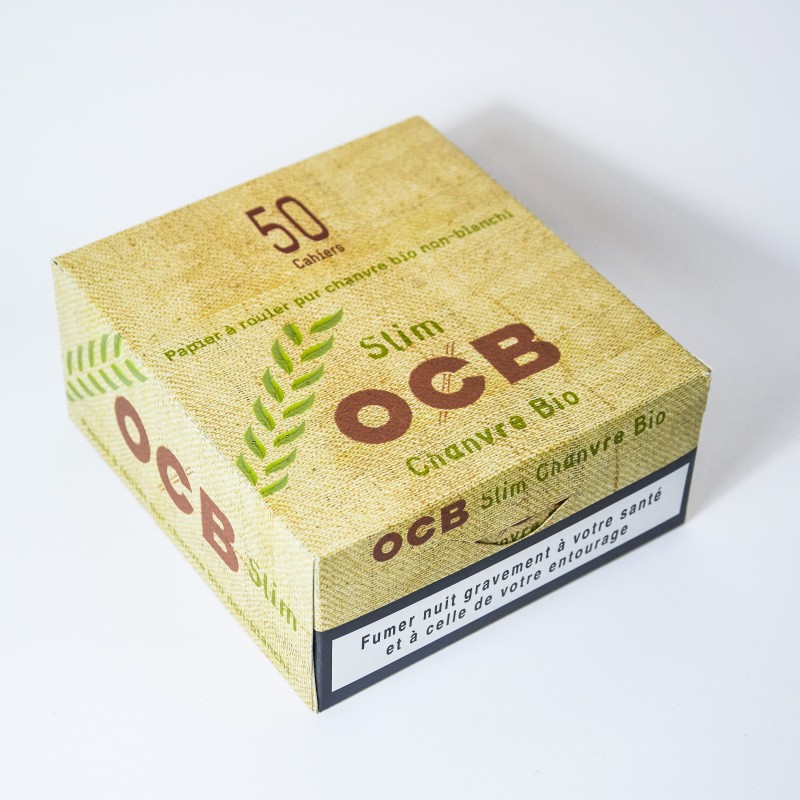 50
Cahiers
Papier à rouler pur chanvre bio non-blanchi
Slim
OCB
Chanvre Bio
OCB Slim Chanvre Bio
Fumer nuit gravement à votre santé
et à celle de votre entourage
OCB Slim